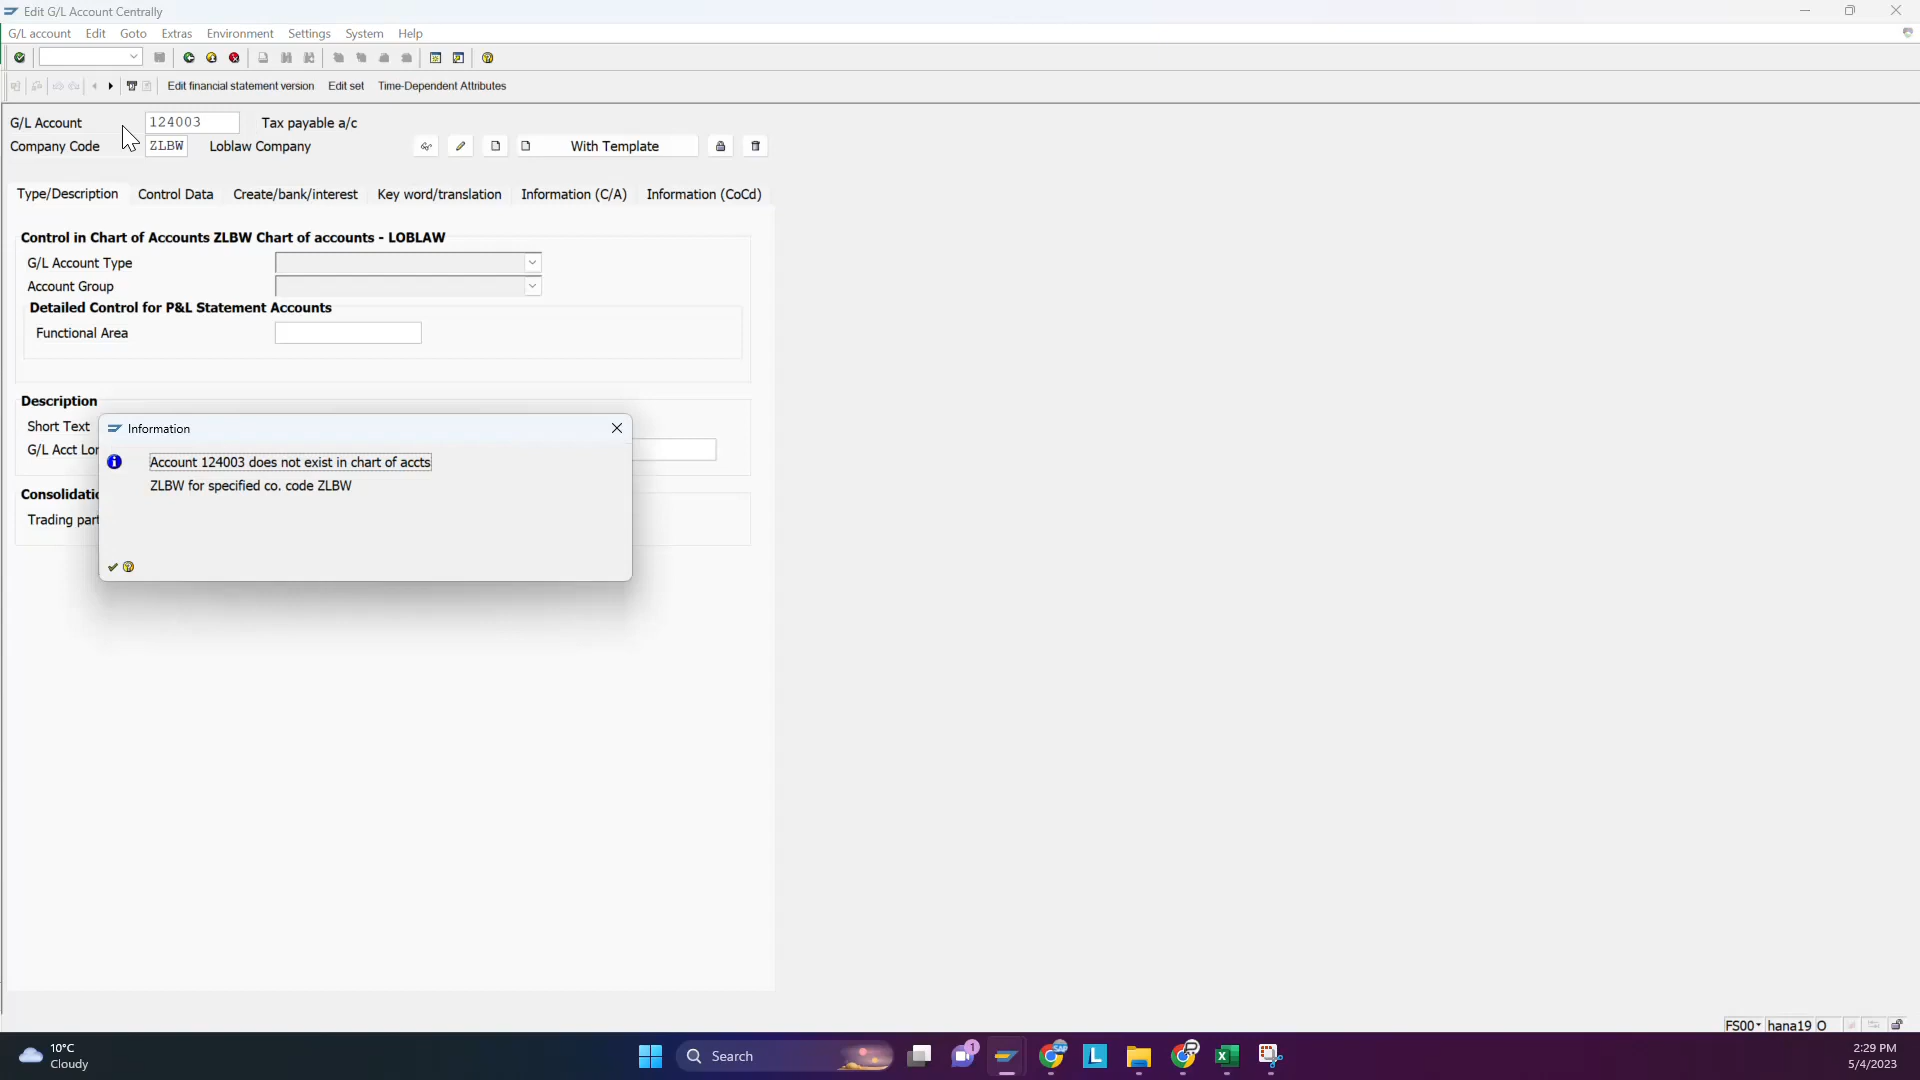 Edit G/L Account Centrally
G/L account Edit Goto Extras Environment Settings System Help
Edit financial statement version Edit set Time-Dependent Attributes
G/L Account 124003 Tax payable a/c
Company Code ZLBW Loblaw Company With Template
Type/Description Control Data Create/bank/interest Key word/translation Information (C/A) Information (CoCd)
Control in Chart of Accounts ZLBW Chart of accounts - LOBLAW
G/L Account Type
Account Group
Detailed Control for P&L Statement Accounts
Functional Area
Description
Short Text
G/L Acct Lon
Consolidatio
Trading part
Information
Account 124003 does not exist in chart of accts
ZLBW for specified co. code ZLBW
FS00 hana19 O
10°C
Cloudy
Search
1
SAP
L
2:29 PM
5/4/2023